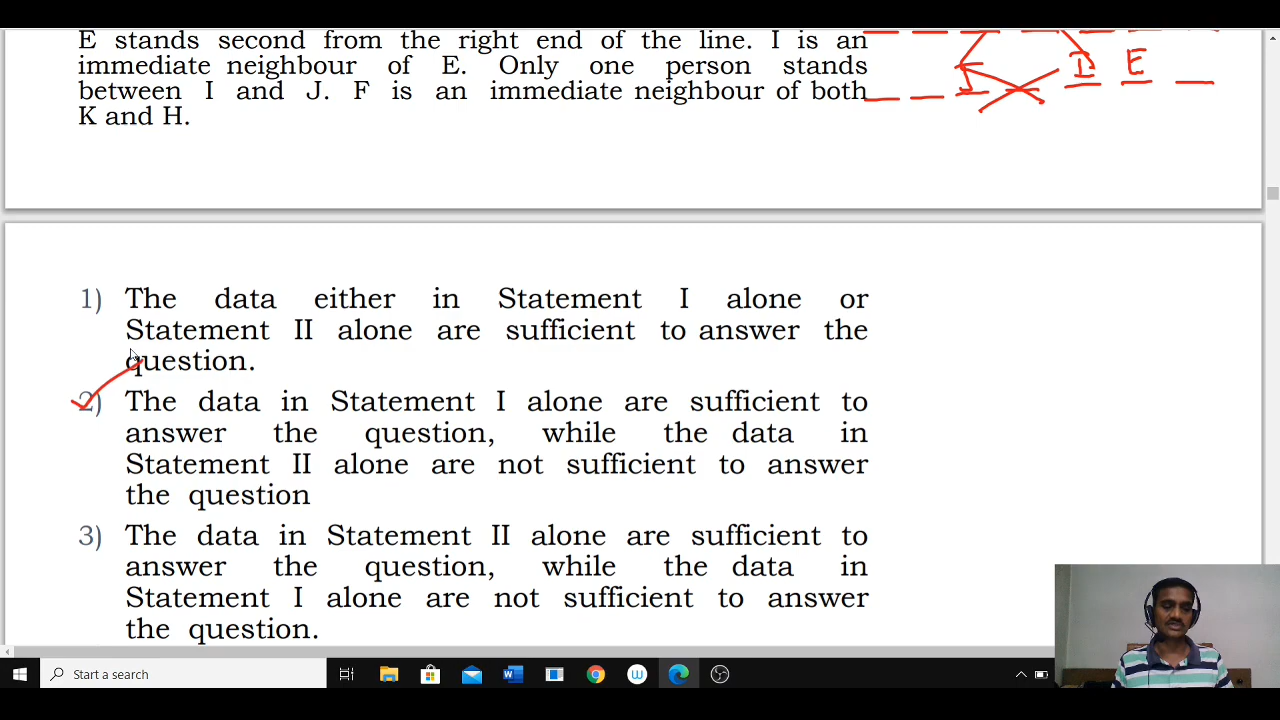 E stands second from the right end of the line. I is an
immediate neighbour of E. Only one person stands
between I and J. F is an immediate neighbour of both
K and H.
I E
1) The data either in Statement I alone or
Statement II alone are sufficient to answer the
question.
2) The data in Statement I alone are sufficient to
answer the question, while the data in
Statement II alone are not sufficient to answer
the question
3) The data in Statement II alone are sufficient to
answer the question, while the data in
Statement I alone are not sufficient to answer
the question.
Start a search